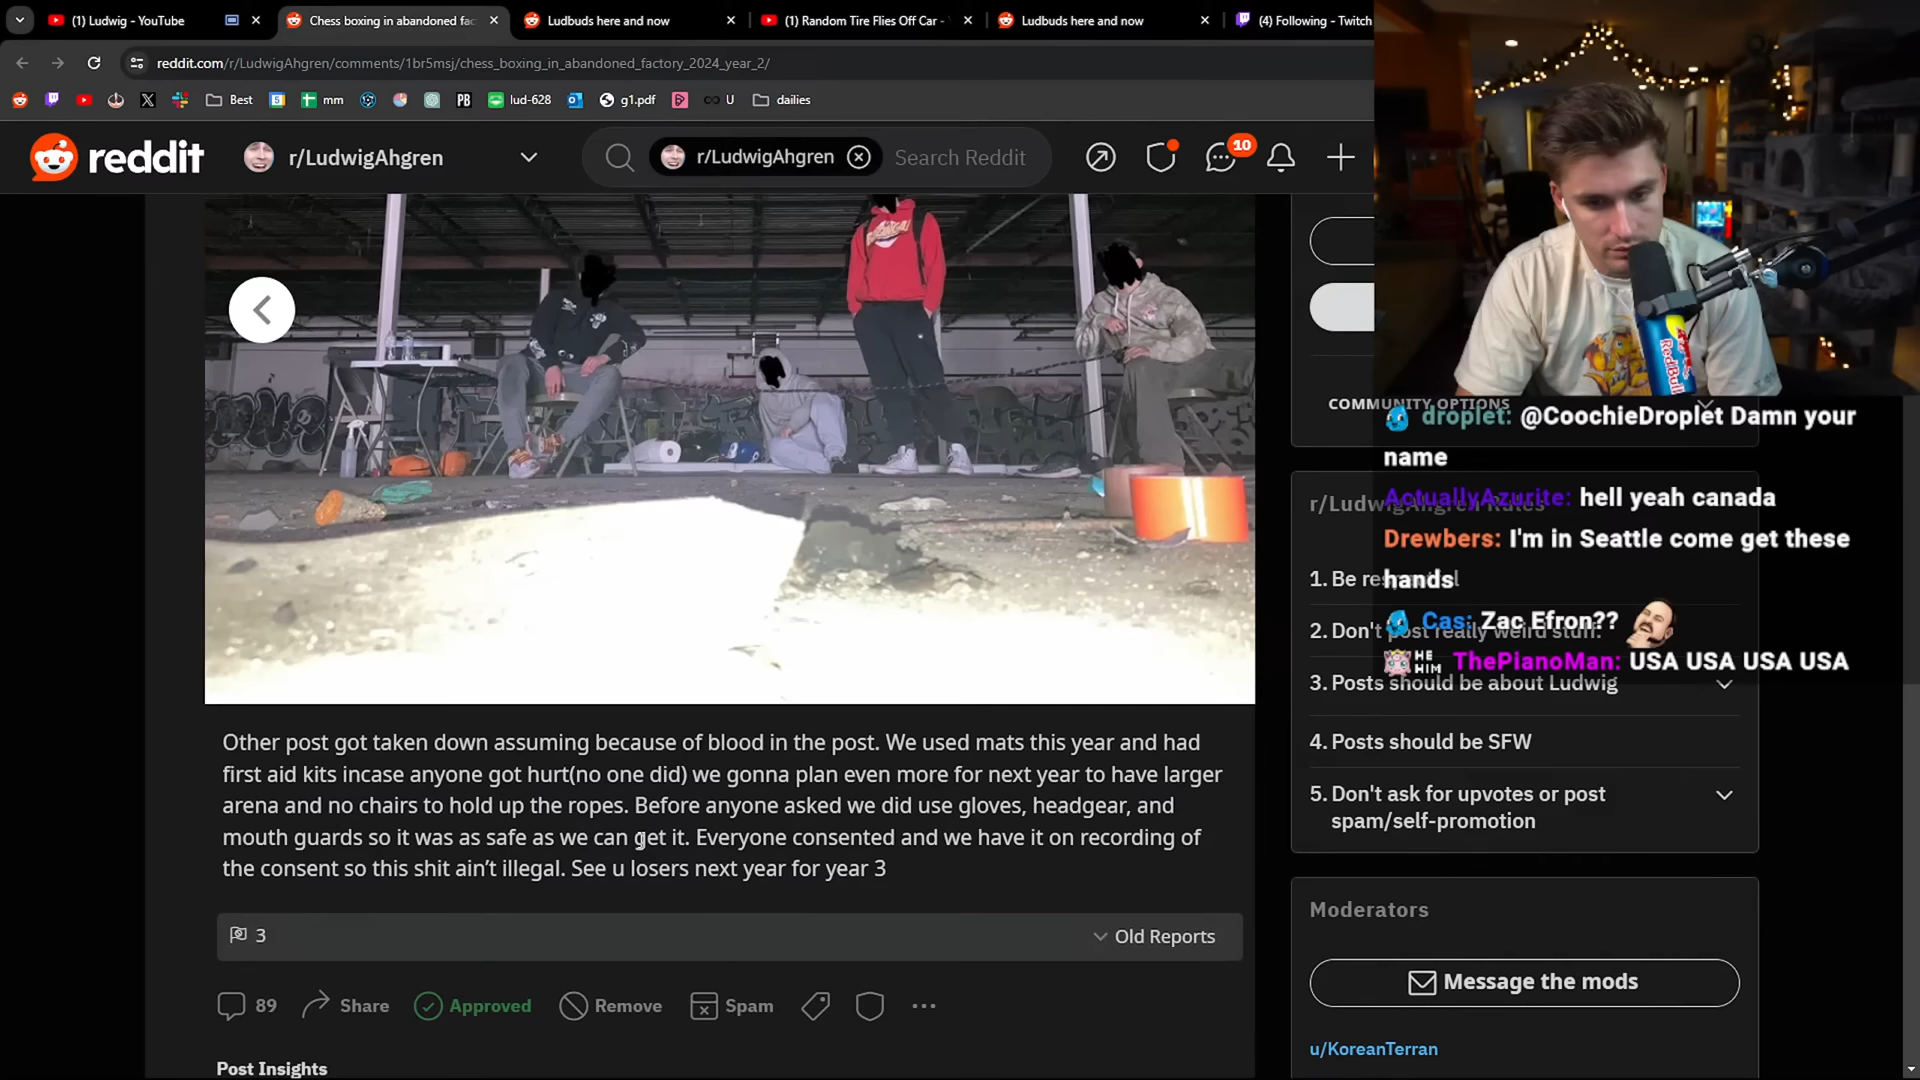 (1) Ludwig - YouTube
Chess boxing in abandoned fac
Ludbuds here and now
(1) Random Tire Flies Off Car -
Ludbuds here and now
(4) Following - Twitch
reddit.com/r/LudwigAhgren/comments/1br5msj/chess_boxing_in_abandoned_factory_2024_year_2/
Best
mm
PB
lud-628
g1.pdf
U
dailies
reddit
r/LudwigAhgren
r/LudwigAhgren
Search Reddit
10
RedBull
COMMUNITY OPTIONS
droplet: @CoochieDroplet Damn your
name
ActuallyAzurite: hell yeah canada
Drewbers: I'm in Seattle come get these
hands
Cas: Zac Efron??
HE
HIM
ThePianoMan: USA USA USA USA
r/LudwigAhgren Rules
1. Be
2. Don't post really weird stuff.
3. Posts should be about Ludwig
4. Posts should be SFW
5. Don't ask for upvotes or post
spam/self-promotion
Other post got taken down assuming because of blood in the post. We used mats this year and had
first aid kits incase anyone got hurt(no one did) we gonna plan even more for next year to have larger
arena and no chairs to hold up the ropes. Before anyone asked we did use gloves, headgear, and
mouth guards so it was as safe as we can get it. Everyone consented and we have it on recording of
the consent so this shit ain't illegal. See u losers next year for year 3
3
Old Reports
89
Share
Approved
Remove
Spam
Post Insights
Moderators
Message the mods
u/KoreanTerran